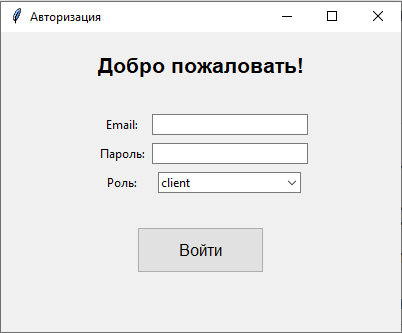 Авторизация
Добро пожаловать!
Email:
Пароль:
Роль: client
Войти